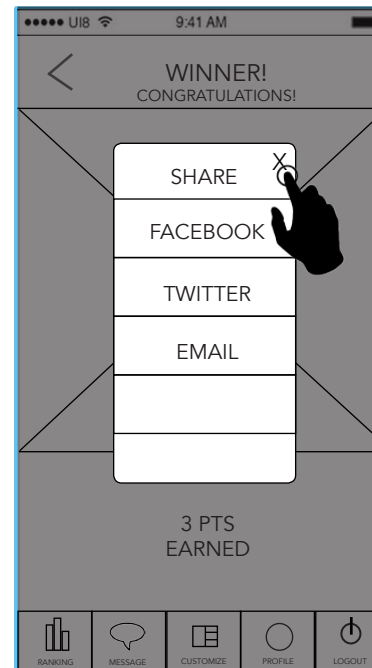 UI8 9:41 AM
WINNER!
CONGRATULATIONS!
SHARE X
FACEBOOK
TWITTER
EMAIL
3 PTS
EARNED
RANKING MESSAGE CUSTOMIZE PROFILE LOGOUT